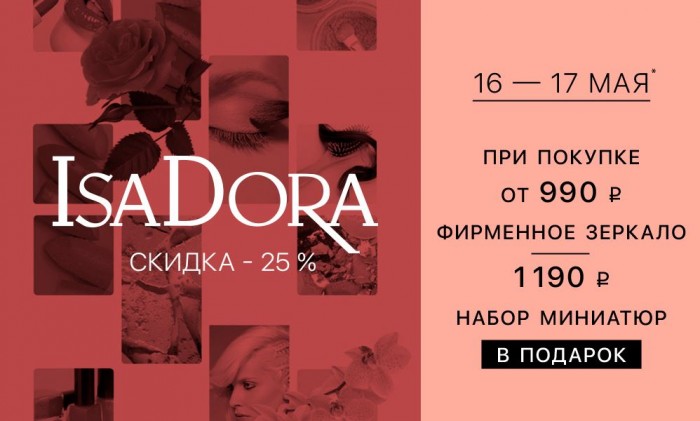 IsaDora
СКИДКА - 25 %
16 — 17 МАЯ*
ПРИ ПОКУПКЕ
ОТ 990 ₽
ФИРМЕННОЕ ЗЕРКАЛО
1190 ₽
НАБОР МИНИАТЮР
В ПОДАРОК